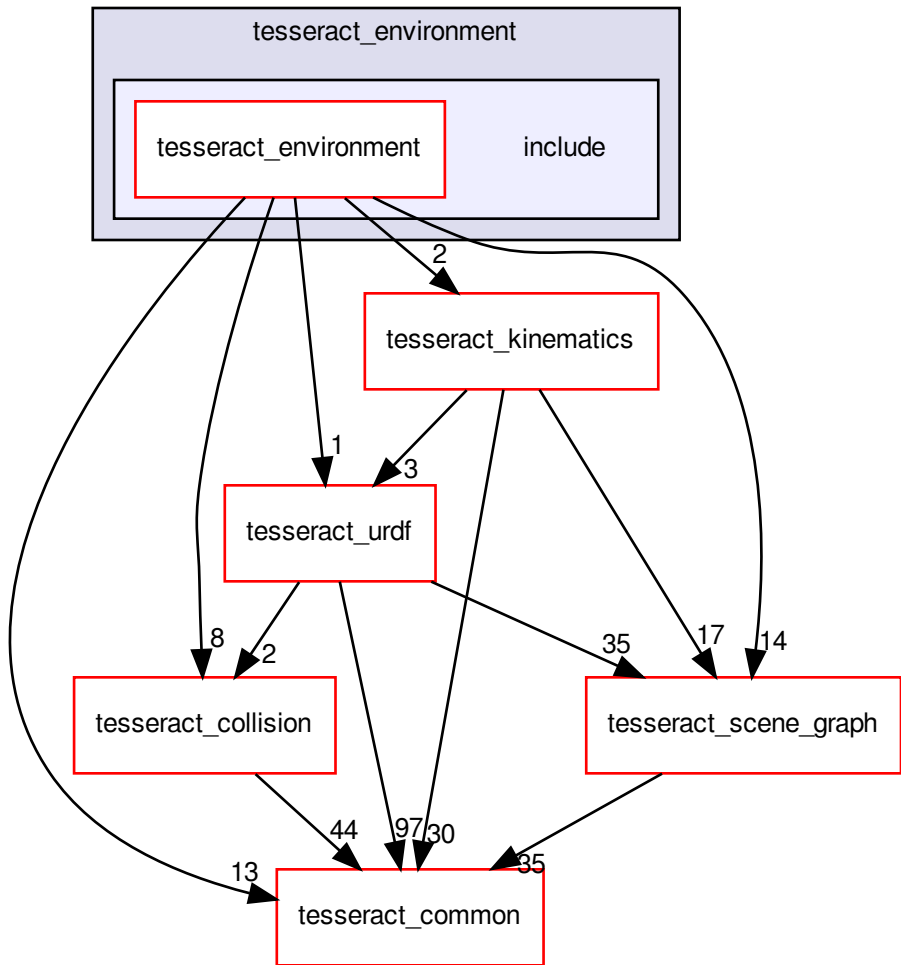 tesseract_environment
tesseract_environment
include
2
tesseract_kinematics
1
3
tesseract_urdf
8
2
35
17
14
tesseract_collision
tesseract_scene_graph
44
97
30
35
13
tesseract_common